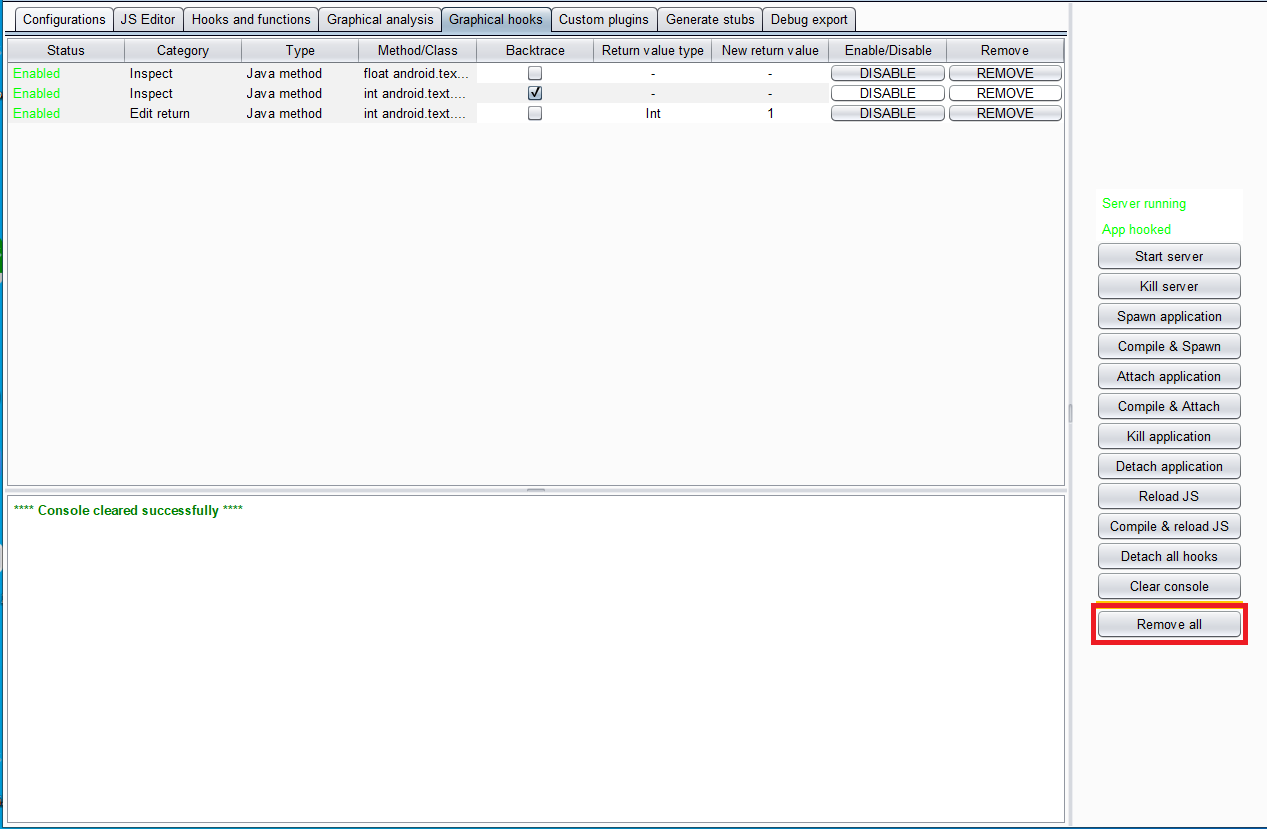 Configurations JS Editor Hooks and functions Graphical analysis Graphical hooks Custom plugins Generate stubs Debug export
Status Category Type Method/Class Backtrace Return value type New return value Enable/Disable Remove
Enabled Inspect Java method float android.tex... - - DISABLE REMOVE
Enabled Inspect Java method int android.text.... - - DISABLE REMOVE
Enabled Edit return Java method int android.text.... Int 1 DISABLE REMOVE
**** Console cleared successfully ****
Server running
App hooked
Start server
Kill server
Spawn application
Compile & Spawn
Attach application
Compile & Attach
Kill application
Detach application
Reload JS
Compile & reload JS
Detach all hooks
Clear console
Remove all